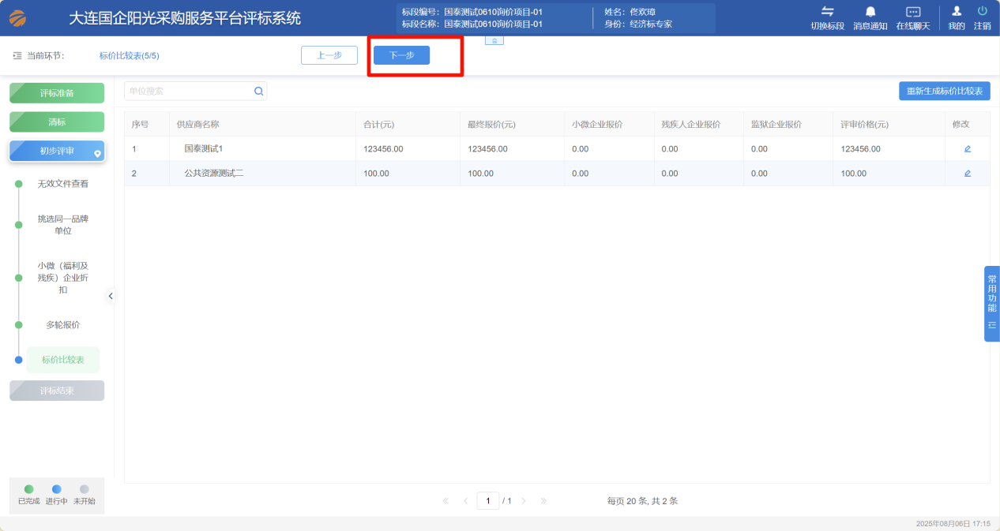 大连国企阳光采购服务平台评标系统
标段编号：国泰测试0610询价项目-01
标段名称：国泰测试0610询价项目-01
姓名：佟欢璋
身份：经济标专家
切换标段 消息通知 在线聊天 我的 注销
当前环节： 标价比较表(5/5) 上一步 下一步
评标准备
清标
初步评审
无效文件查看
挑选同一品牌
单位
小微（福利及
残疾）企业折
扣
多轮报价
标价比较表
评标结束
已完成 进行中 未开始
单位搜索 重新生成标价比较表
序号 供应商名称 合计(元) 最终报价(元) 小微企业报价 残疾人企业报价 监狱企业报价 评审价格(元) 修改
1 国泰测试1 123456.00 123456.00 0.00 0.00 0.00 123456.00
2 公共资源测试二 100.00 100.00 0.00 0.00 0.00 100.00
常用功能
1 / 1 每页 20 条, 共 2 条
2025年08月06日 17:15